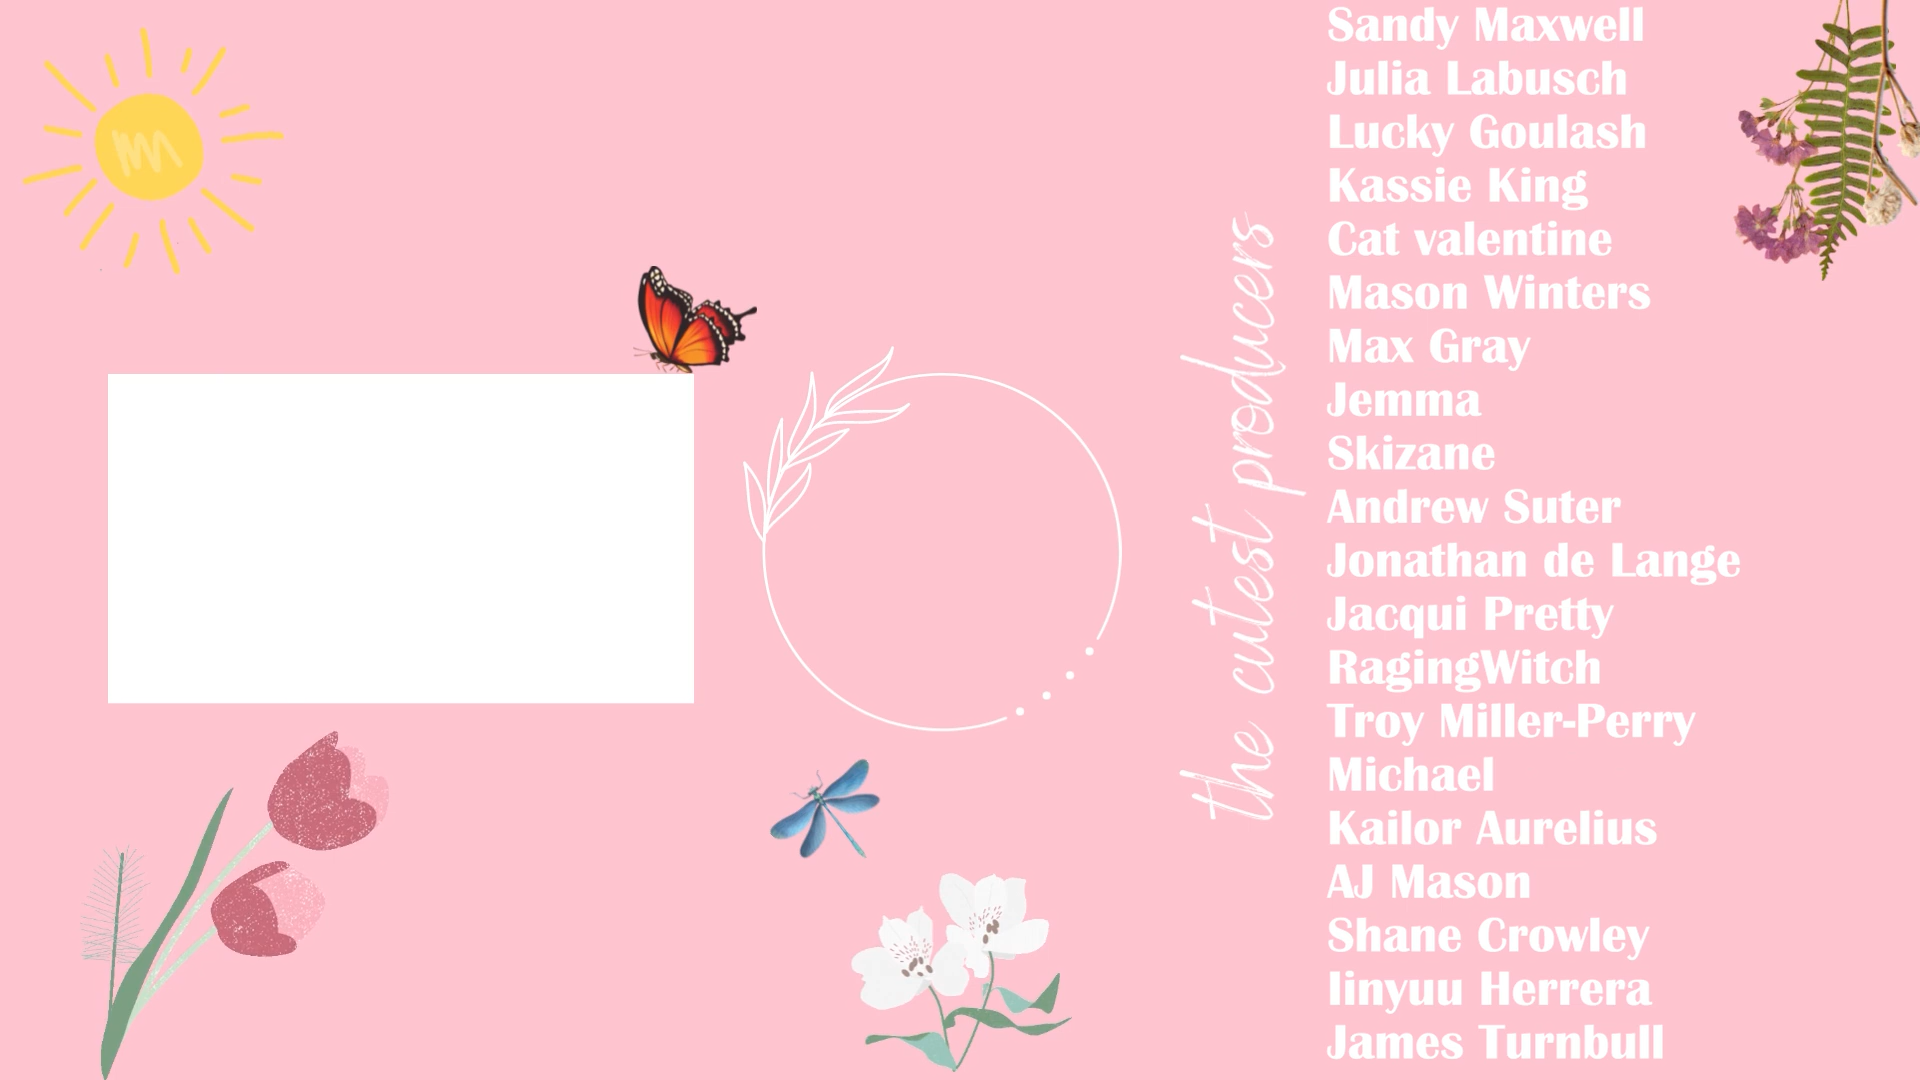 the cutest producers
Sandy Maxwell
Julia Labusch
Lucky Goulash
Kassie King
Cat valentine
Mason Winters
Max Gray
Jemma
Skizane
Andrew Suter
Jonathan de Lange
Jacqui Pretty
RagingWitch
Troy Miller-Perry
Michael
Kailor Aurelius
AJ Mason
Shane Crowley
Iinyuu Herrera
James Turnbull